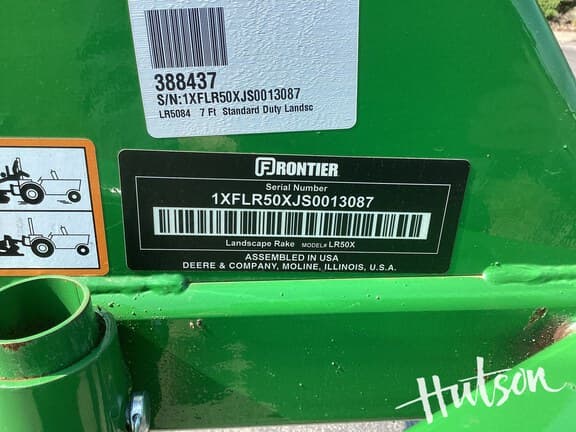 388437
S/N:1XFLR50XJS0013087
LR5084 7 Ft Standard Duty Landsc
FRONTIER
Serial Number
1XFLR50XJS0013087
Landscape Rake MODEL# LR50X
ASSEMBLED IN USA
DEERE & COMPANY, MOLINE, ILLINOIS, U.S.A.
Hutson